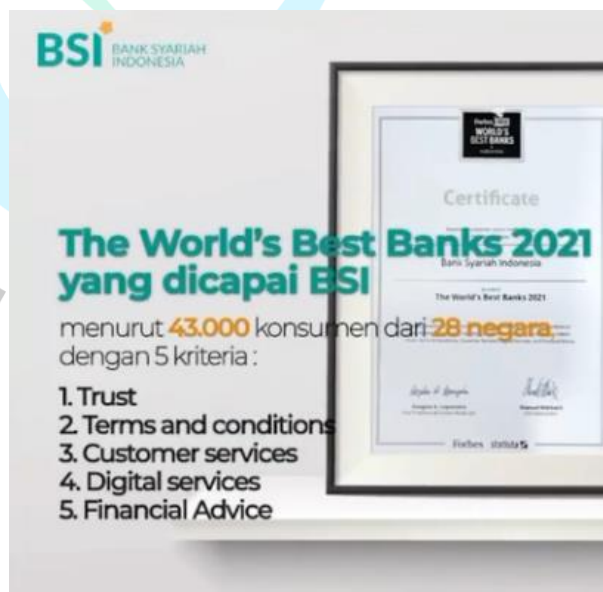 BSI BANK SYARIAH
INDONESIA
Forbes 2021
WORLD'S
BEST BANKS
Certificate
The World's Best Banks 2021
yang dicapai BSI
Bank Syariah Indonesia
The World's Best Banks 2021
menurut 43.000 konsumen dari 28 negara,
dengan 5 kriteria :
1. Trust
2. Terms and conditions
3. Customer services
4. Digital services
5. Financial Advice
Forbes statista